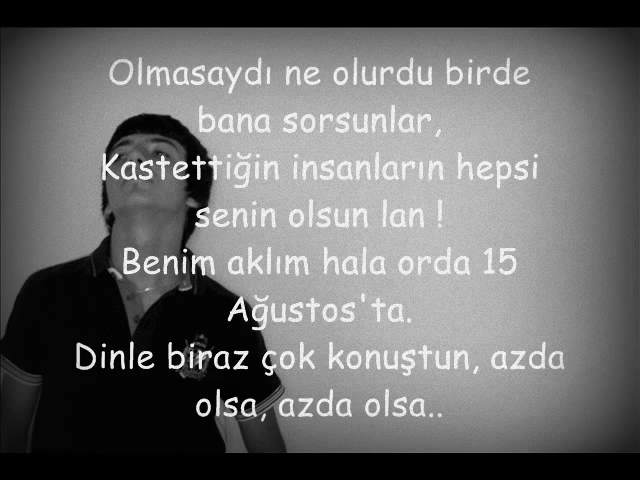 Olmasaydı ne olurdu birde
bana sorsunlar,
Kastettiğin insanların hepsi
senin olsun lan !
Benim aklım hala orda 15
Ağustos'ta.
Dinle biraz çok konuştun, azda
olsa, azda olsa..